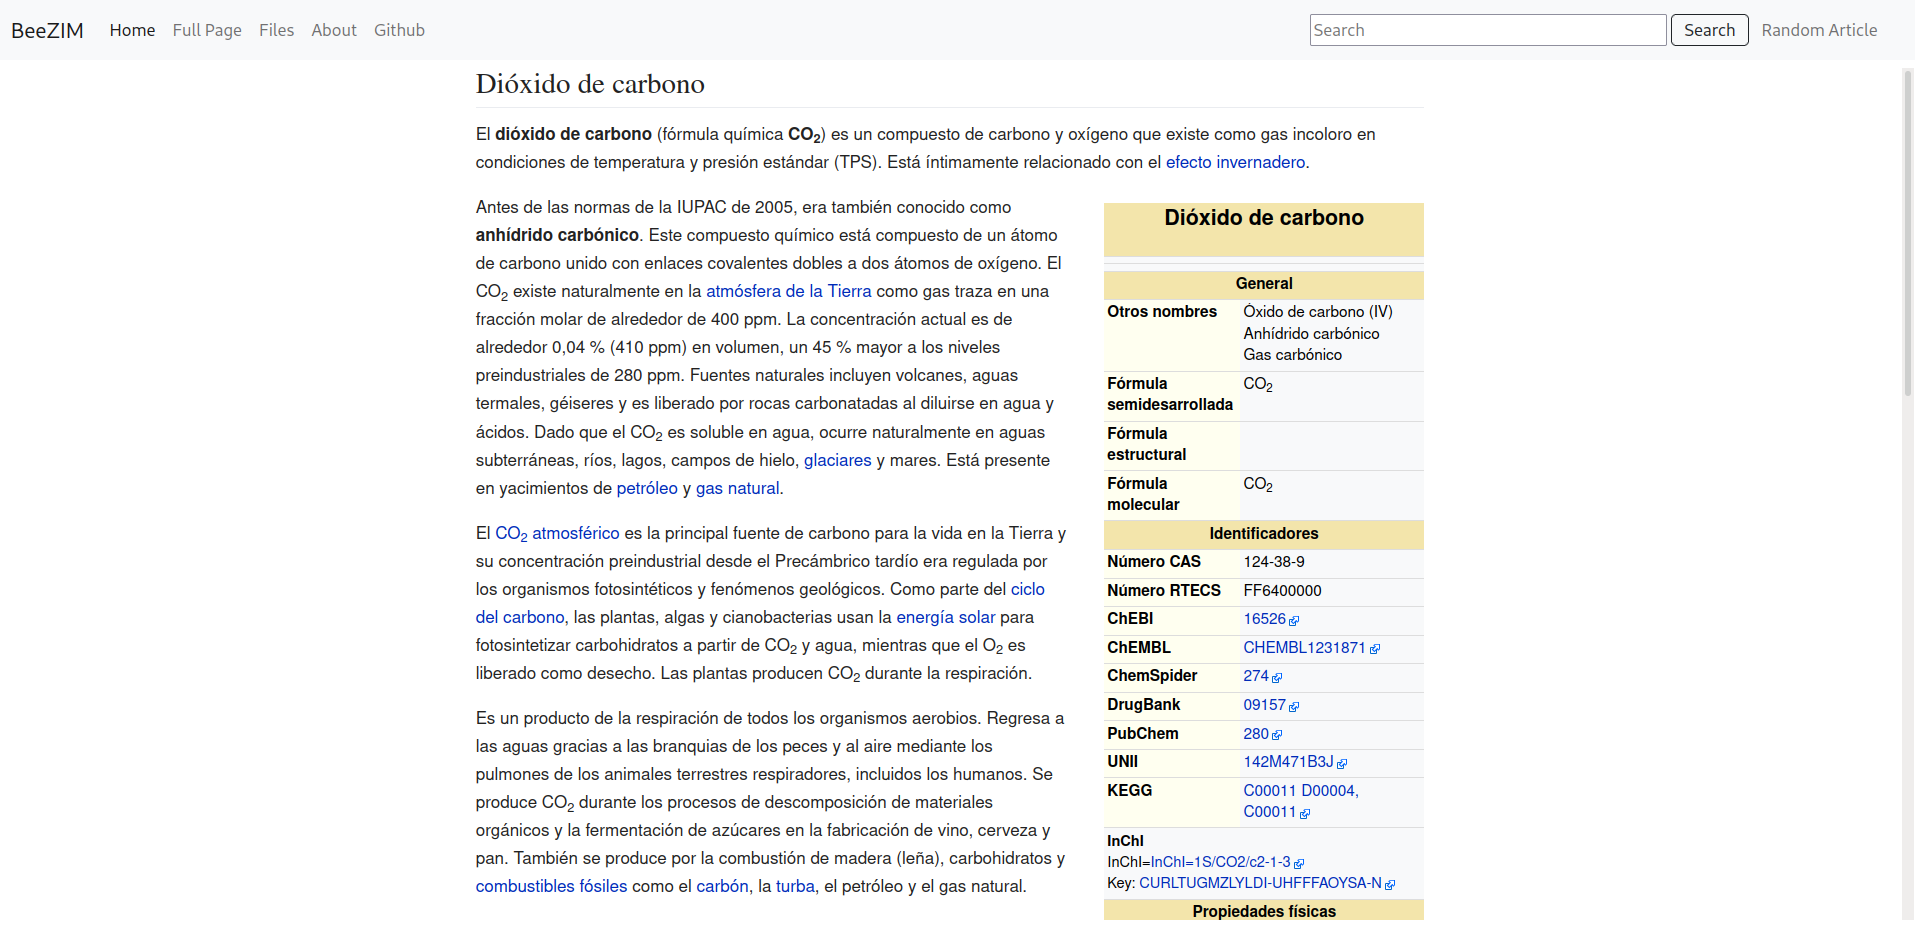 BeeZIM Home Full Page Files About Github Search Search Random Article
Dióxido de carbono
El dióxido de carbono (fórmula química CO2) es un compuesto de carbono y oxígeno que existe como gas incoloro en
condiciones de temperatura y presión estándar (TPS). Está íntimamente relacionado con el efecto invernadero.
Antes de las normas de la IUPAC de 2005, era también conocido como
anhídrido carbónico. Este compuesto químico está compuesto de un átomo
de carbono unido con enlaces covalentes dobles a dos átomos de oxígeno. El
CO2 existe naturalmente en la atmósfera de la Tierra como gas traza en una
fracción molar de alrededor de 400 ppm. La concentración actual es de
alrededor 0,04 % (410 ppm) en volumen, un 45 % mayor a los niveles
preindustriales de 280 ppm. Fuentes naturales incluyen volcanes, aguas
termales, géiseres y es liberado por rocas carbonatadas al diluirse en agua y
ácidos. Dado que el CO2 es soluble en agua, ocurre naturalmente en aguas
subterráneas, ríos, lagos, campos de hielo, glaciares y mares. Está presente
en yacimientos de petróleo y gas natural.
El CO2 atmosférico es la principal fuente de carbono para la vida en la Tierra y
su concentración preindustrial desde el Precámbrico tardío era regulada por
los organismos fotosintéticos y fenómenos geológicos. Como parte del ciclo
del carbono, las plantas, algas y cianobacterias usan la energía solar para
fotosintetizar carbohidratos a partir de CO2 y agua, mientras que el O2 es
liberado como desecho. Las plantas producen CO2 durante la respiración.
Es un producto de la respiración de todos los organismos aerobios. Regresa a
las aguas gracias a las branquias de los peces y al aire mediante los
pulmones de los animales terrestres respiradores, incluidos los humanos. Se
produce CO2 durante los procesos de descomposición de materiales
orgánicos y la fermentación de azúcares en la fabricación de vino, cerveza y
pan. También se produce por la combustión de madera (leña), carbohidratos y
combustibles fósiles como el carbón, la turba, el petróleo y el gas natural.
Dióxido de carbono
General
Otros nombres Óxido de carbono (IV)
Anhídrido carbónico
Gas carbónico
Fórmula CO2
semidesarrollada
Fórmula
estructural
Fórmula CO2
molecular
Identificadores
Número CAS 124-38-9
Número RTECS FF6400000
ChEBI 16526
ChEMBL CHEMBL1231871
ChemSpider 274
DrugBank 09157
PubChem 280
UNII 142M471B3J
KEGG C00011 D00004,
C00011
InChI
InChI=InChI=1S/CO2/c2-1-3
Key: CURLTUGMZLYLDI-UHFFFAOYSA-N
Propiedades físicas